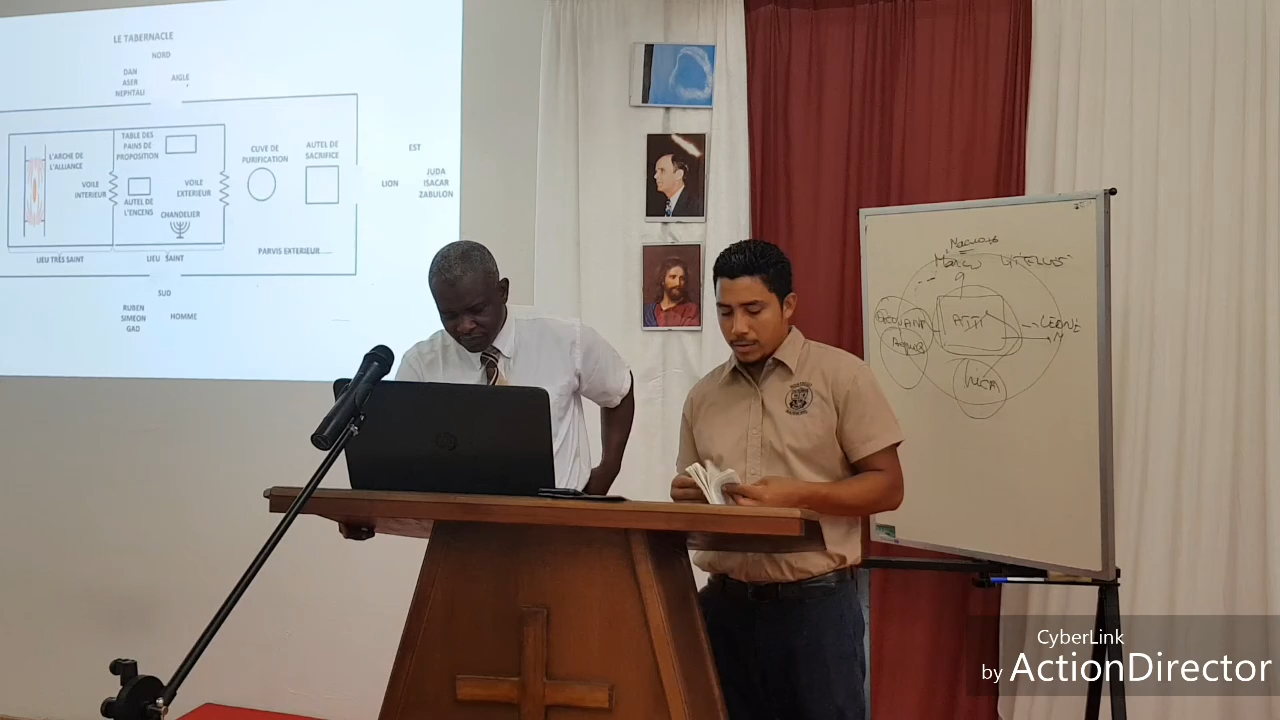 LE TABERNACLE
NORD
DAN
ASER
NEPHTALI
AIGLE
L'ARCHE DE
L'ALLIANCE
VOILE
INTERIEUR
TABLE DES
PAINS DE
PROPOSITION
AUTEL DE
L'ENCENS
VOILE
EXTERIEUR
CHANDELIER
CUVE DE
PURIFICATION
AUTEL DE
SACRIFICE
EST
LION
JUDA
ISACAR
ZABULON
LIEU TRÈS SAINT
LIEU SAINT
PARVIS EXTERIEUR
SUD
RUBEN
SIMEON
GAD
HOMME
hp
CyberLink
by ActionDirector